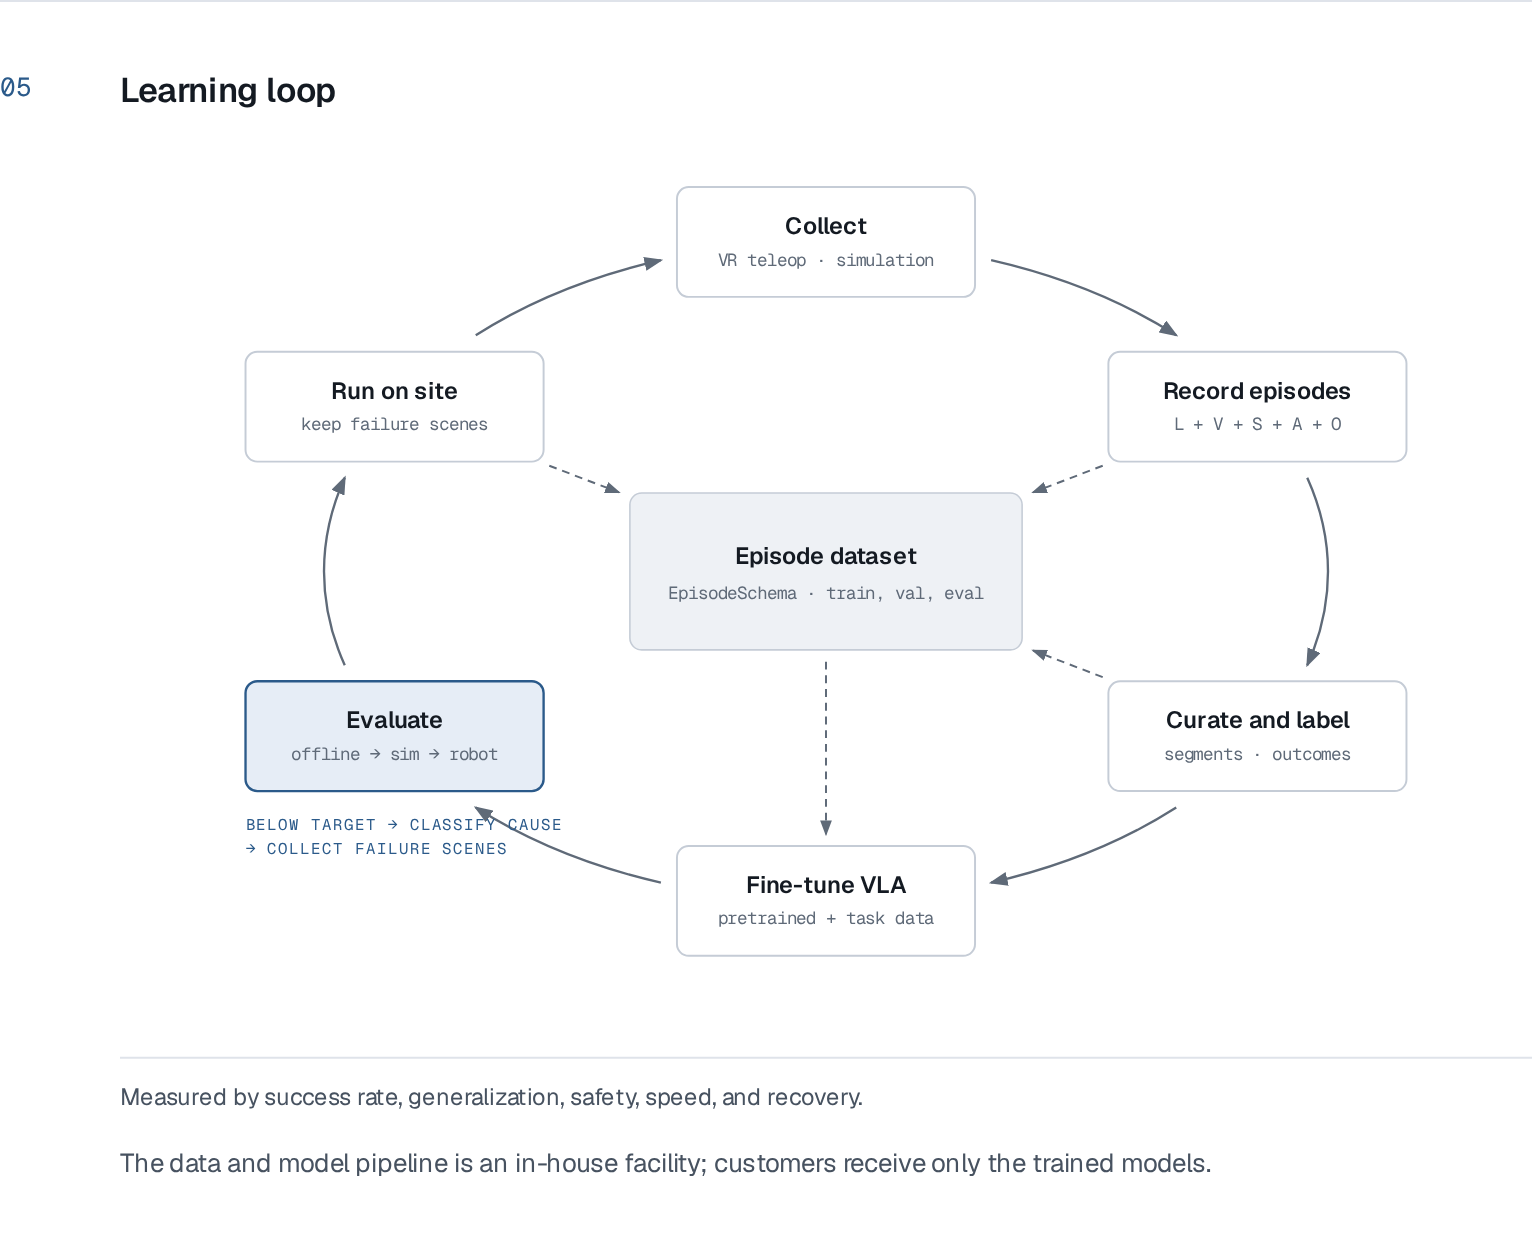 05
Learning loop
Collect
VR teleop · simulation
Run on site
keep failure scenes
Record episodes
L + V + S + A + O
Episode dataset
EpisodeSchema · train, val, eval
Evaluate
offline → sim → robot
Curate and label
segments · outcomes
BELOW TARGET → CLASSIFY CAUSE
→ COLLECT FAILURE SCENES
Fine-tune VLA
pretrained + task data
Measured by success rate, generalization, safety, speed, and recovery.
The data and model pipeline is an in-house facility; customers receive only the trained models.